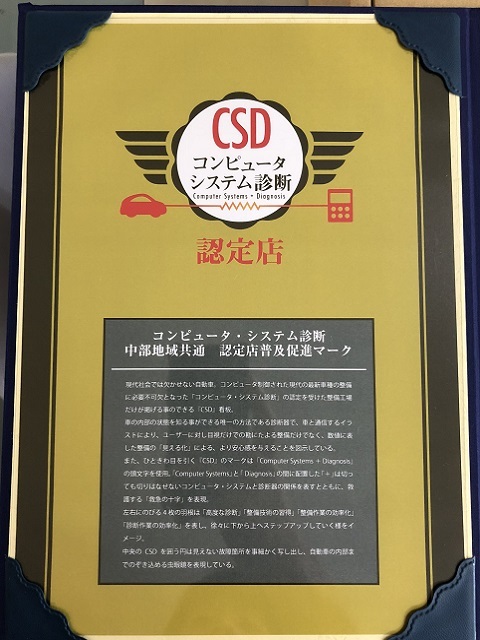 CSD
コンピュータ
システム診断
Computer Systems + Diagnosis
認定店
コンピュータ・システム診断
中部地域共通 認定店普及促進マーク
現代社会では欠かせない自動車。コンピュータ制御された現代の最新車種の整備
に必要不可欠となった「コンピュータ・システム診断」の認定を受けた整備工場
だけが掲げる事のできる「CSD」看板。
車の内部の状態を知る事ができる唯一の方法である診断器で、車と通信するイラ
ストにより、ユーザーに対し目視だけでの勘にたよる整備だけでなく、数値に表
した整備の「見える化」による、より安心感を与えることを図示している。
また、ひときわ目を引く「CSD」のマークは「Computer Systems + Diagnosis」
の頭文字を使用。「Computer Systems」と「Diagnosis」の間に配置した「+」は切っ
ても切りはなせないコンピュータ・システムと診断器の関係を表すとともに、救
護する「救急の十字」を表現。
左右にのびる4枚の羽根は「高度な診断」「整備技術の習得」「整備作業の効率化」
「診断作業の効率化」を表し、徐々に下から上へステップアップしていく様をイ
メージ。
中央の CSD を囲う円は見えない故障箇所を事細かく写し出し、自動車の内部ま
でのぞき込める虫眼鏡を表現している。